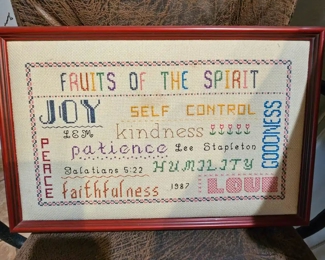 FRUITS OF THE SPIRIT
JOY
SELF CONTROL
GOODNESS
kindness
patience
Lee Stapleton
PEACE
Galatians 5:22
HUMILITY
faithfulness
1987
LOVE